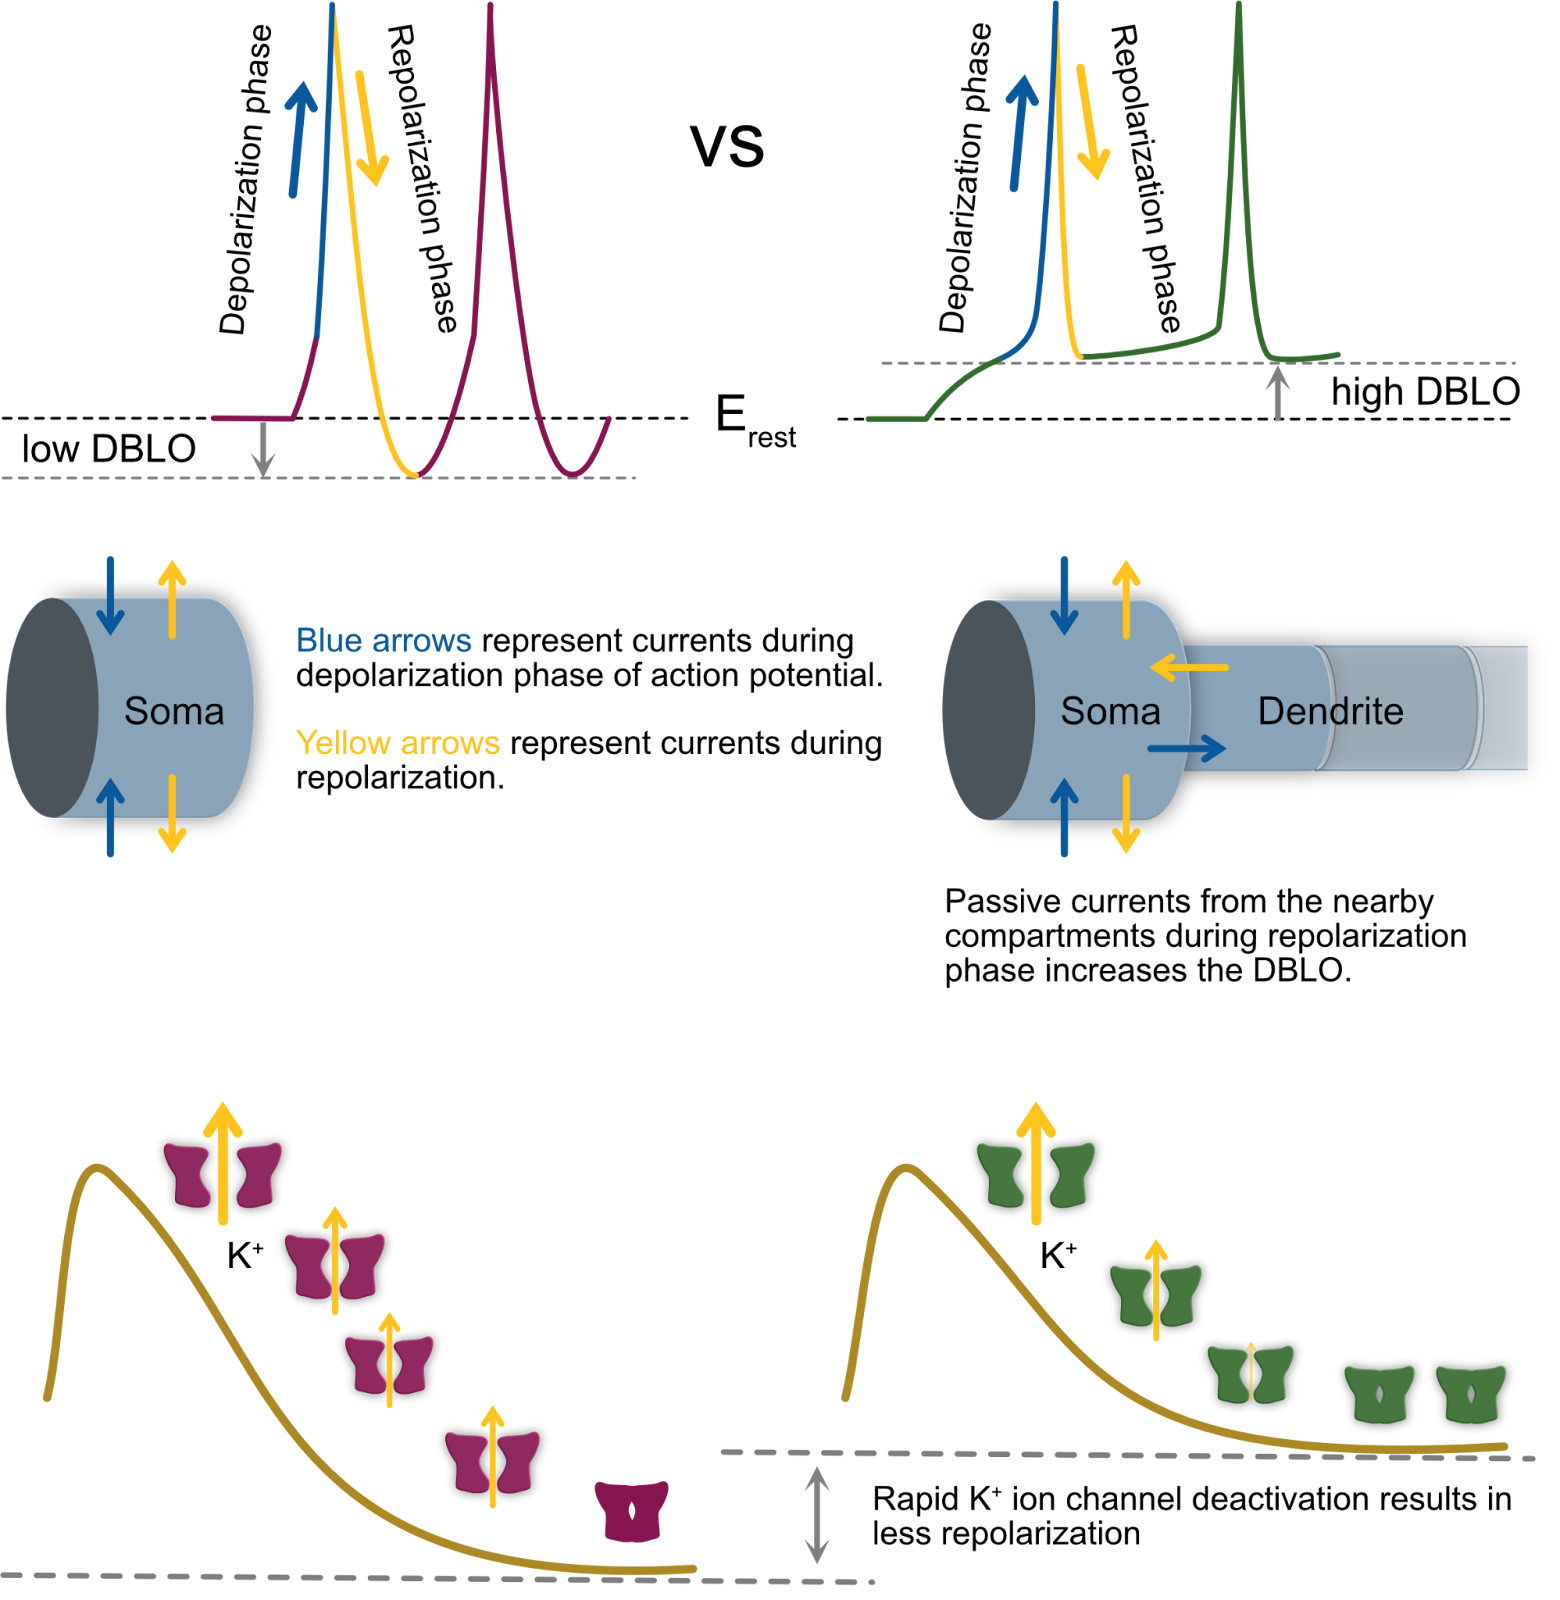 Depolarization phase
Repolarization phase
vs
Depolarization phase
Repolarization phase
low DBLO
E_rest
high DBLO
Soma
Blue arrows represent currents during
depolarization phase of action potential.
Yellow arrows represent currents during
repolarization.
Soma
Dendrite
Passive currents from the nearby
compartments during repolarization
phase increases the DBLO.
K⁺
K⁺
Rapid K⁺ ion channel deactivation results in
less repolarization